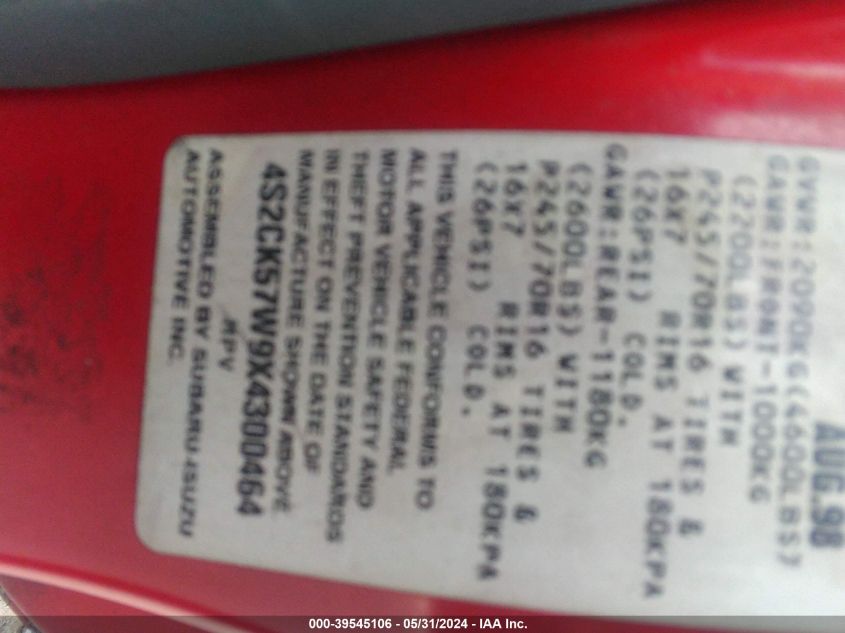 AUG.98
GVWR:2090KG(4600LBS)
GAWR:FRONT-1000KG
(2200LBS) WITH
P245/70R16 TIRES &
16X7 RIMS AT 180KPA
(26PSI) COLD.
GAWR:REAR-1180KG
(2600LBS) WITH
P245/70R16 TIRES &
16X7 RIMS AT 180KPA
(26PSI) COLD.
THIS VEHICLE CONFORMS TO
ALL APPLICABLE FEDERAL
MOTOR VEHICLE SAFETY AND
THEFT PREVENTION STANDARDS
IN EFFECT ON THE DATE OF
MANUFACTURE SHOWN ABOVE.
4S2CK57W9X4300464
MPV
ASSEMBLED BY SUBARU-ISUZU
AUTOMOTIVE INC.
000-39545106 - 05/31/2024 - IAA Inc.